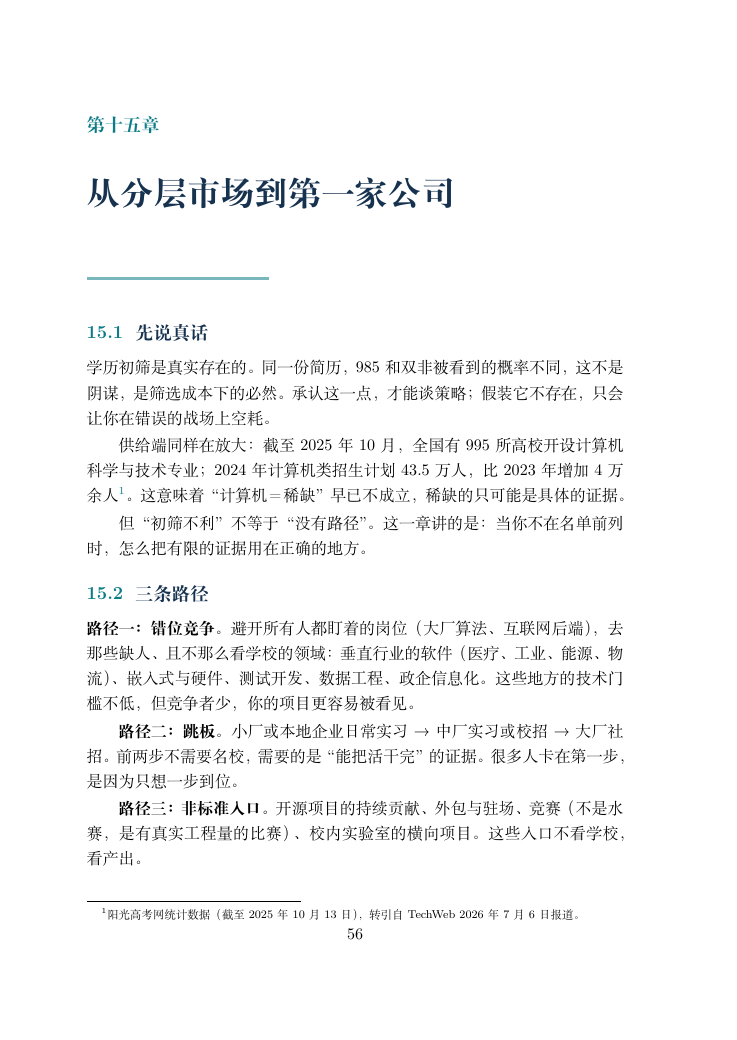 第十五章
从分层市场到第一家公司
15.1 先说真话
学历初筛是真实存在的。同一份简历，985 和双非被看到的概率不同，这不是
阴谋，是筛选成本下的必然。承认这一点，才能谈策略；假装它不存在，只会
让你在错误的战场上空耗。
供给端同样在放大：截至 2025 年 10 月，全国有 995 所高校开设计算机
科学与技术专业；2024 年计算机类招生计划 43.5 万人，比 2023 年增加 4 万
余人1。这意味着“计算机=稀缺”早已不成立，稀缺的只可能是具体的证据。
但“初筛不利”不等于“没有路径”。这一章讲的是：当你不在名单前列
时，怎么把有限的证据用在正确的地方。
15.2 三条路径
路径一：错位竞争。避开所有人都盯着的岗位（大厂算法、互联网后端），去
那些缺人、且不那么看学校的领域：垂直行业的软件（医疗、工业、能源、物
流）、嵌入式与硬件、测试开发、数据工程、政企信息化。这些地方的技术门
槛不低，但竞争者少，你的项目更容易被看见。
路径二：跳板。小厂或本地企业日常实习 → 中厂实习或校招 → 大厂社
招。前两步不需要名校，需要的是“能把活干完”的证据。很多人卡在第一步，
是因为只想一步到位。
路径三：非标准入口。开源项目的持续贡献、外包与驻场、竞赛（不是水
赛，是有真实工程量的比赛）、校内实验室的横向项目。这些入口不看学校，
看产出。
1阳光高考网统计数据（截至 2025 年 10 月 13 日），转引自 TechWeb 2026 年 7 月 6 日报道。
56